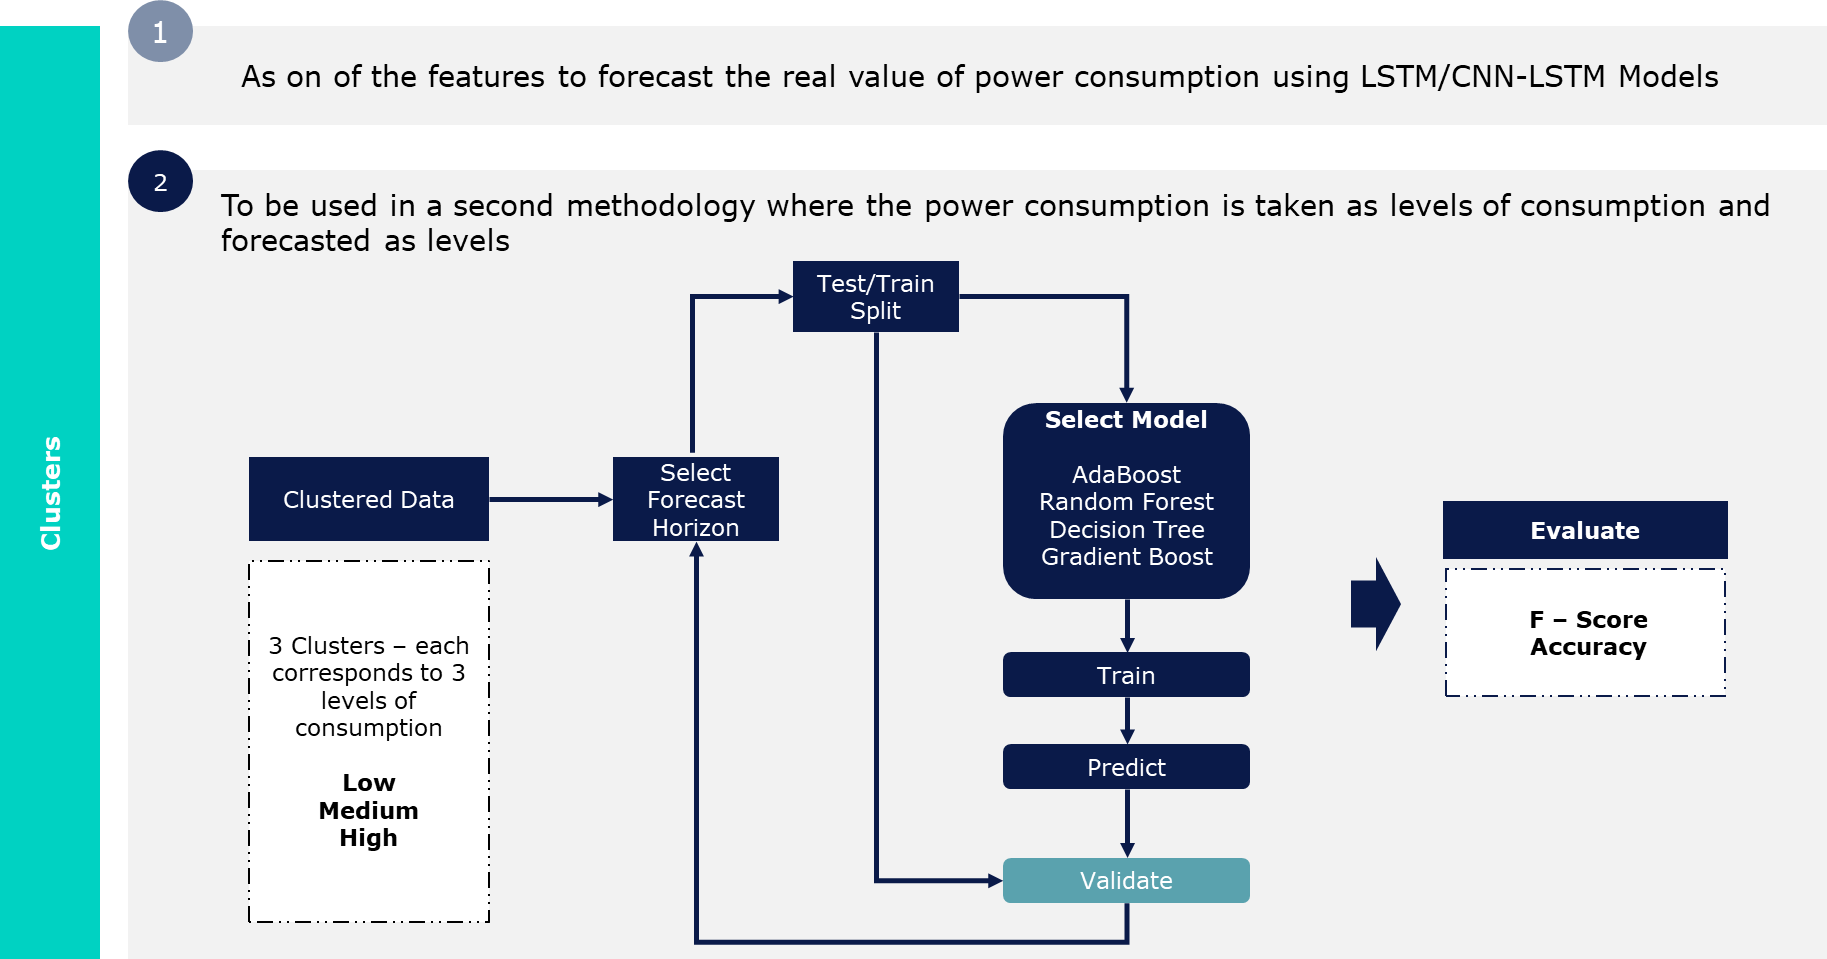 1
As on of the features to forecast the real value of power consumption using LSTM/CNN-LSTM Models
2
To be used in a second methodology where the power consumption is taken as levels of consumption and
forecasted as levels
Clusters
Test/Train
Split
Select Model
AdaBoost
Random Forest
Decision Tree
Gradient Boost
Clustered Data
Select
Forecast
Horizon
Evaluate
F – Score
Accuracy
3 Clusters – each
corresponds to 3
levels of
consumption
Low
Medium
High
Train
Predict
Validate